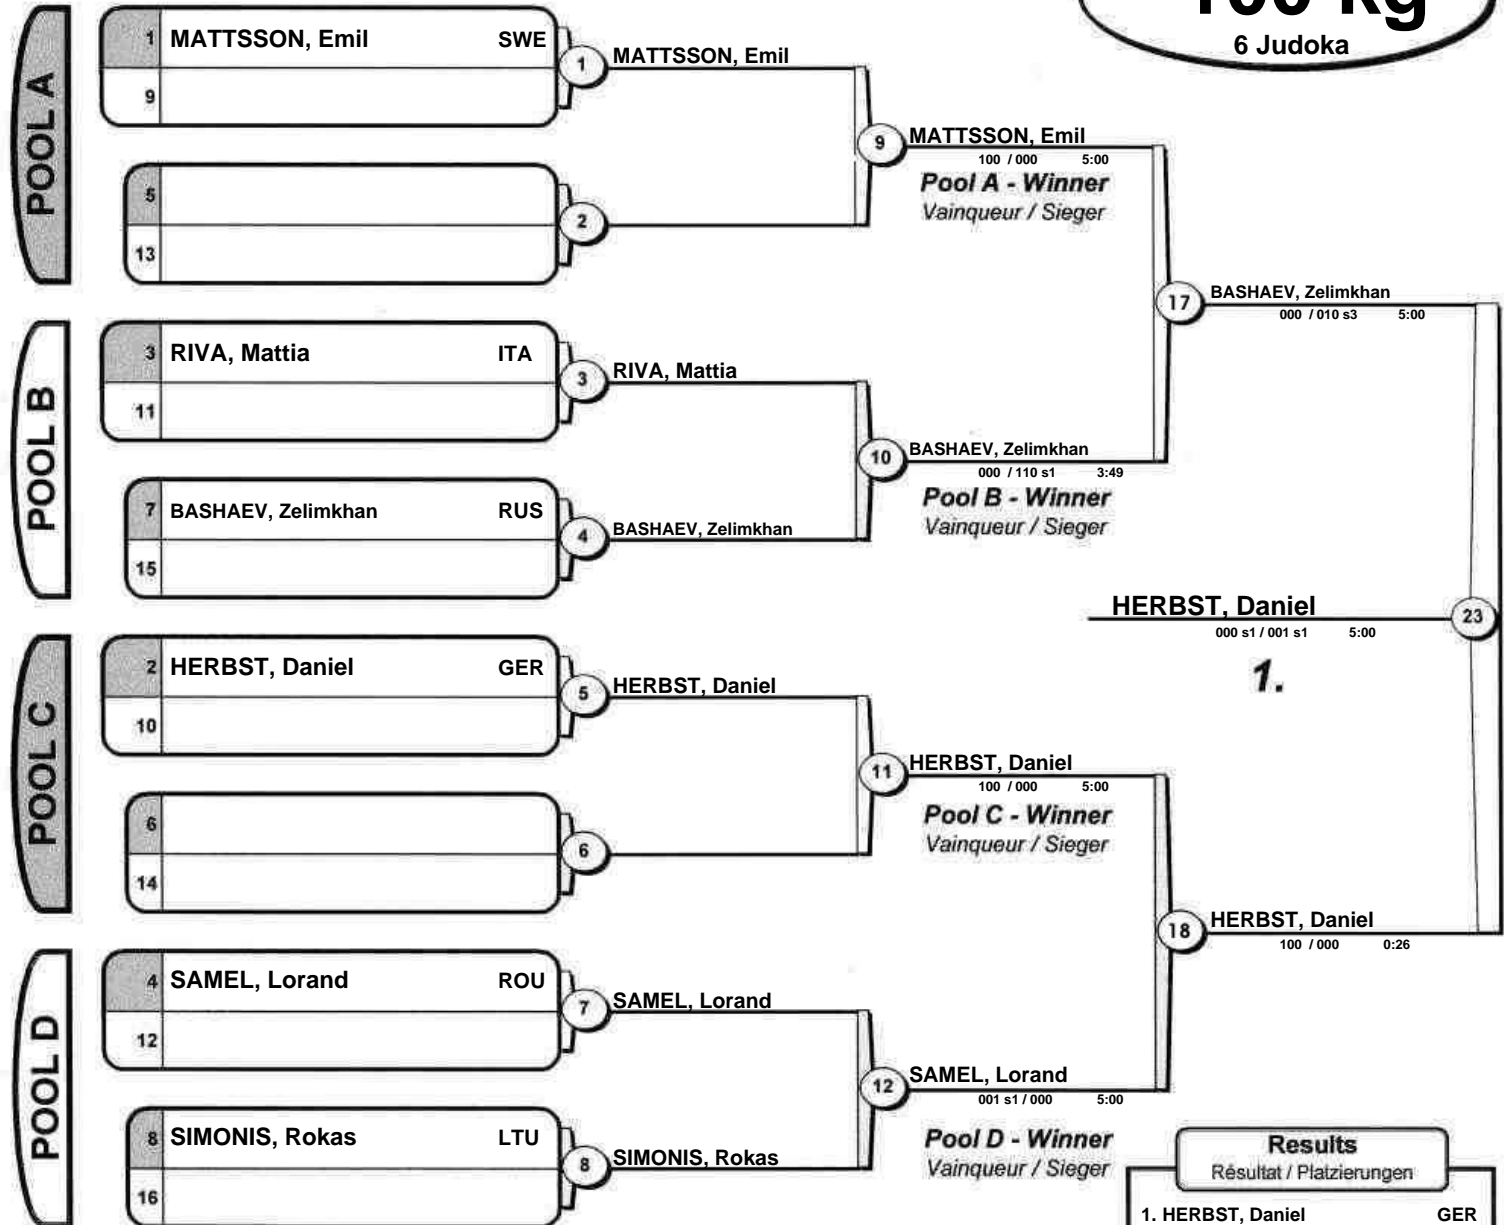 100 kg
6 Judoka
POOL A
1 MATTSSON, Emil SWE
9
5
13
1 MATTSSON, Emil
2
9 MATTSSON, Emil
100 / 000 5:00
Pool A - Winner
Vainqueur / Sieger
POOL B
3 RIVA, Mattia ITA
11
7 BASHAEV, Zelimkhan RUS
15
3 RIVA, Mattia
4 BASHAEV, Zelimkhan
10 BASHAEV, Zelimkhan
000 / 110 s1 3:49
Pool B - Winner
Vainqueur / Sieger
17 BASHAEV, Zelimkhan
000 / 010 s3 5:00
HERBST, Daniel 23
000 s1 / 001 s1 5:00
1.
POOL C
2 HERBST, Daniel GER
10
6
14
5 HERBST, Daniel
6
11 HERBST, Daniel
100 / 000 5:00
Pool C - Winner
Vainqueur / Sieger
18 HERBST, Daniel
100 / 000 0:26
POOL D
4 SAMEL, Lorand ROU
12
8 SIMONIS, Rokas LTU
16
7 SAMEL, Lorand
8 SIMONIS, Rokas
12 SAMEL, Lorand
001 s1 / 000 5:00
Pool D - Winner
Vainqueur / Sieger
Results
Résultat / Platzierungen
1. HERBST, Daniel GER